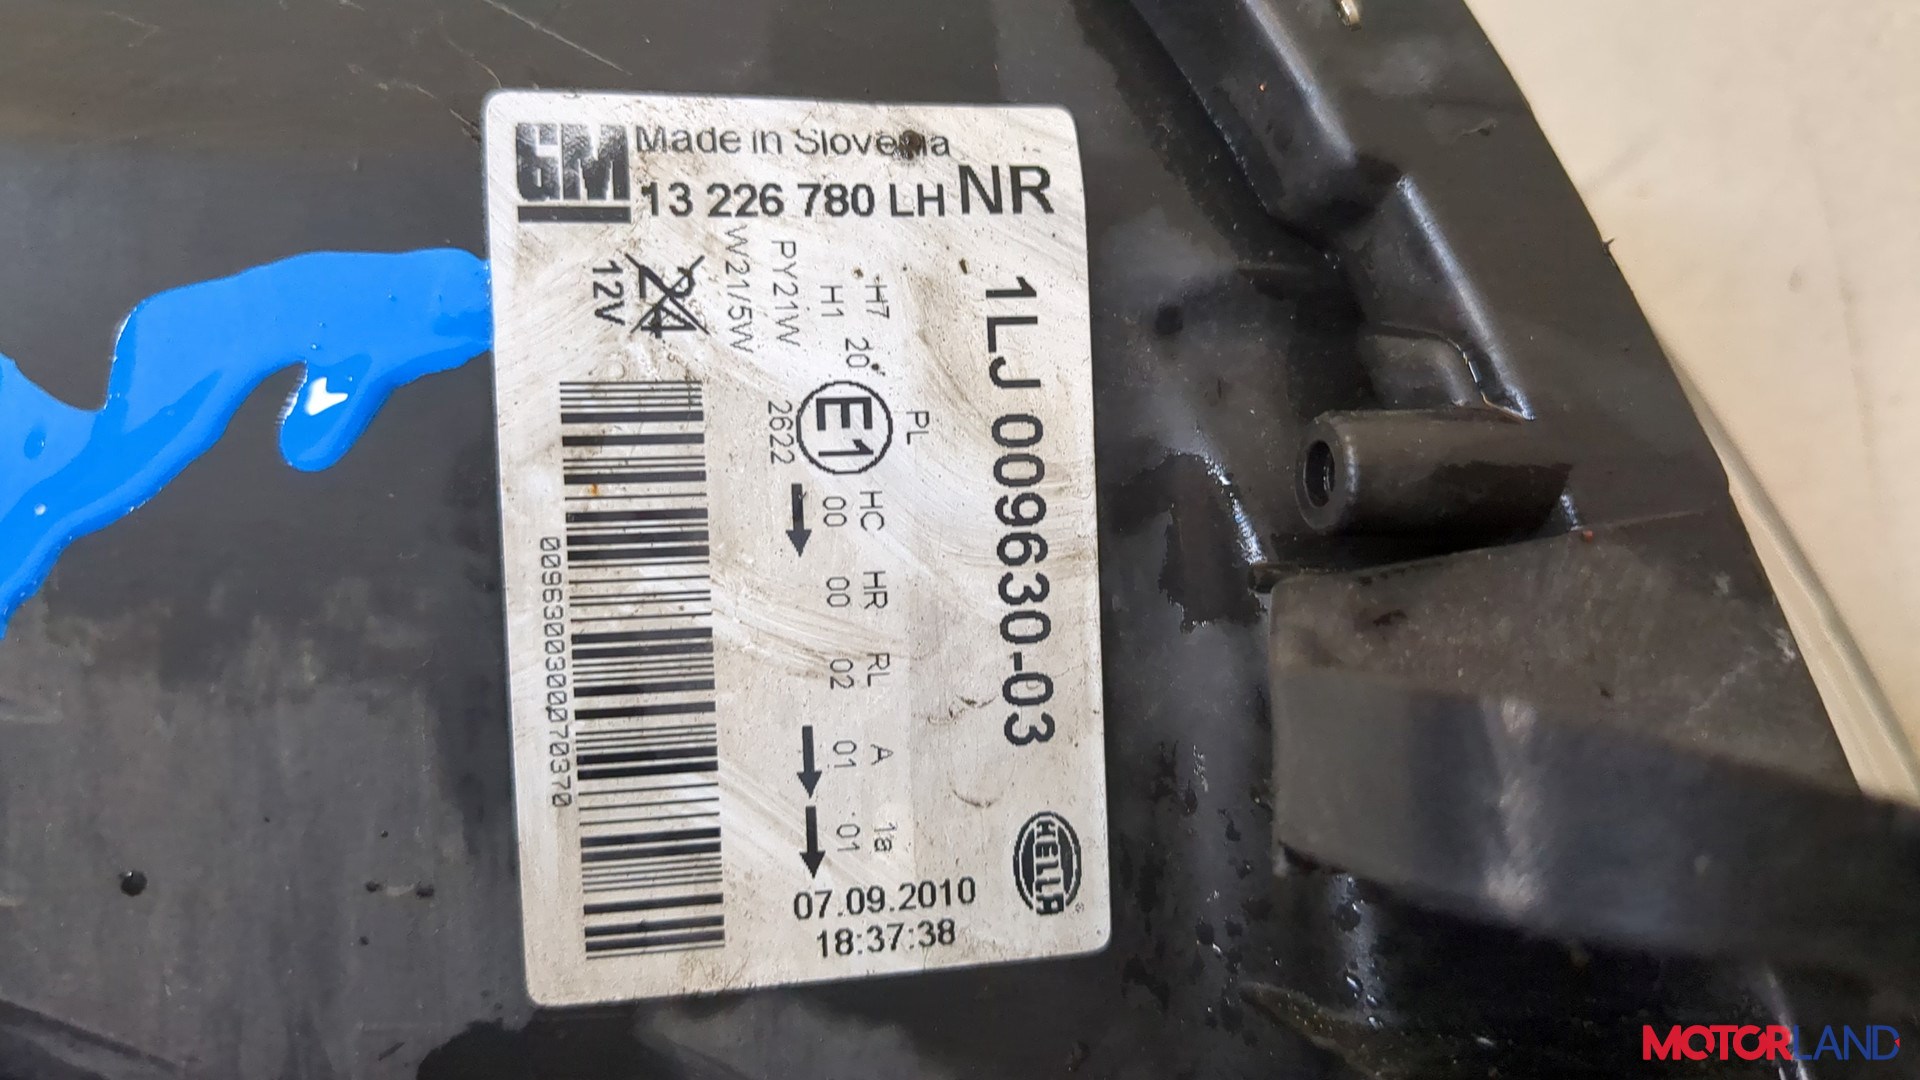 GM Made in Slovenia
13 226 780 LH NR
12V
24
W21/5W
PY21W
H1
H7
20
E1
2622
PL
HC HR RL A 1a
00 00 02 01 01
1LJ 009630-03
HELLA
00963003000070370
07.09.2010
18:37:38
MOTORLAND